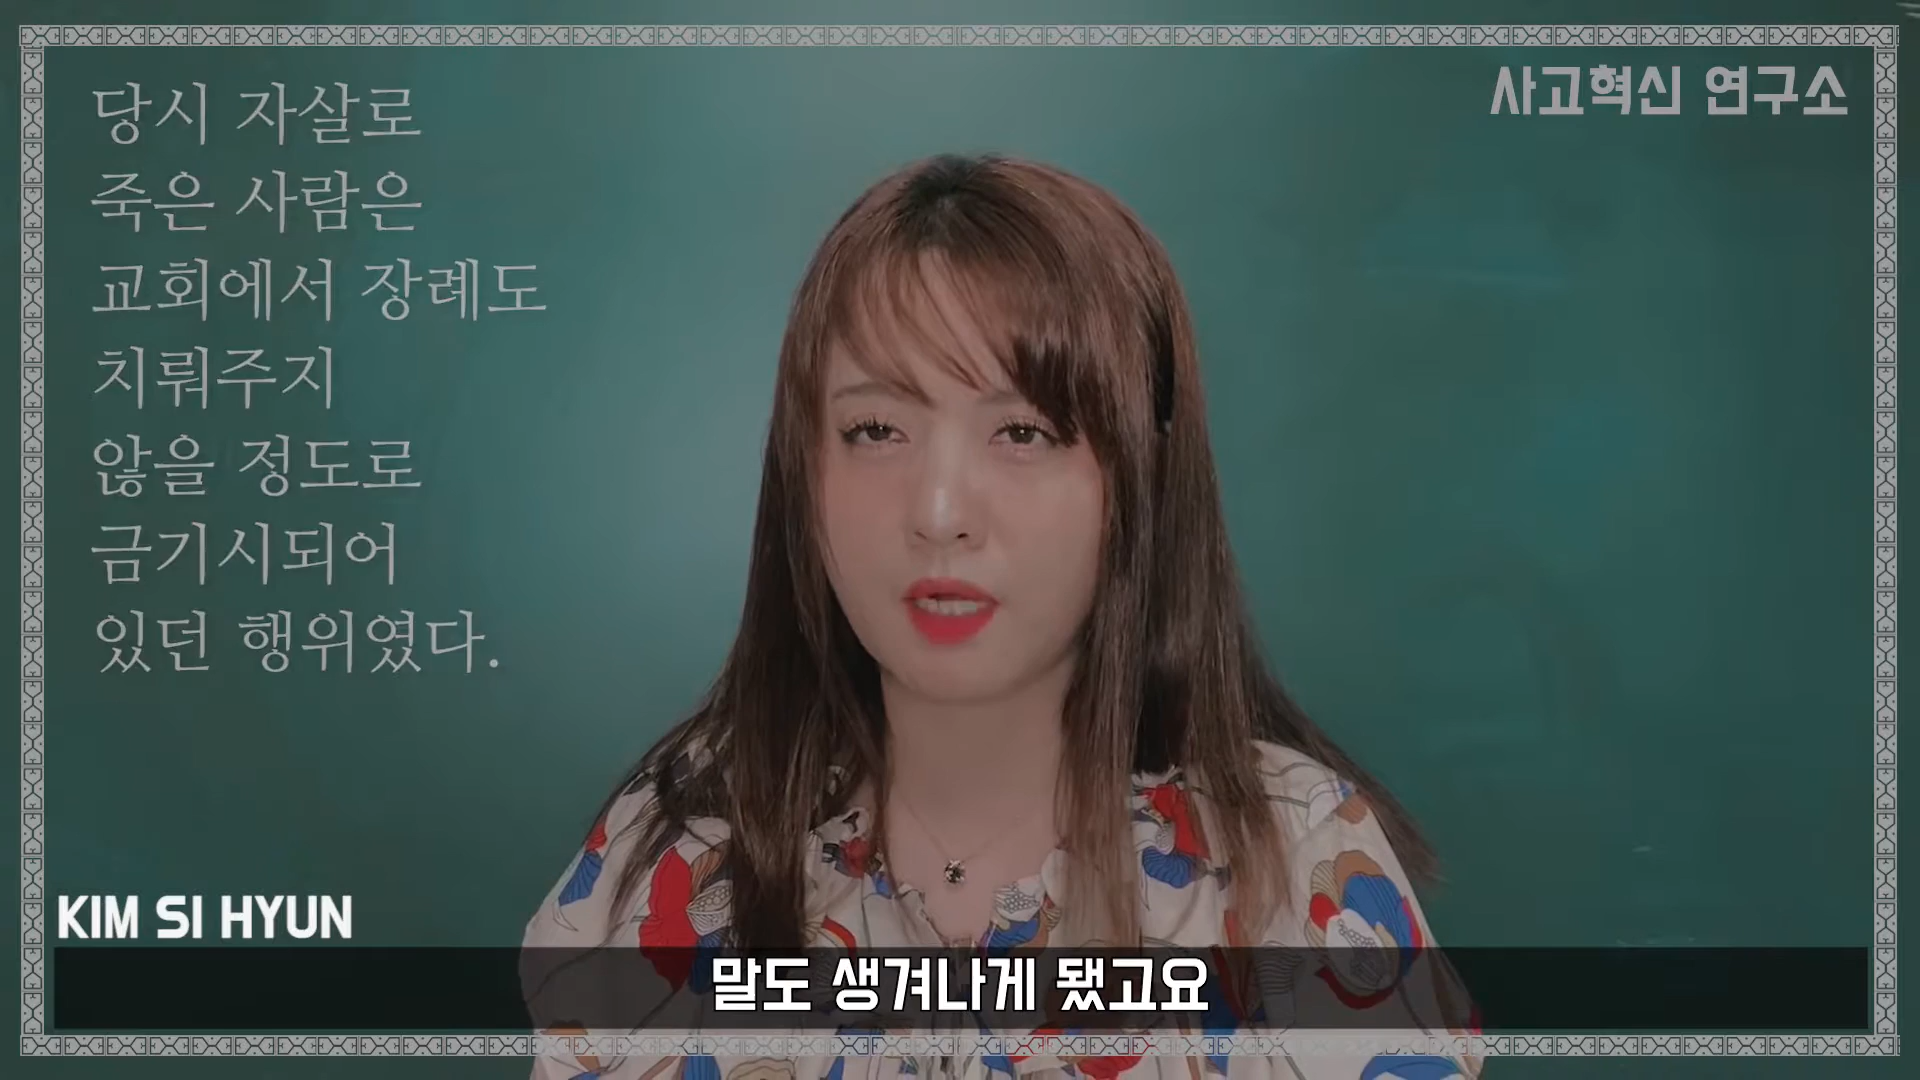 당시 자살로
죽은 사람은
교회에서 장례도
치뤄주지
않을 정도로
금기시되어
있던 행위였다.
사고혁신 연구소
KIM SI HYUN
말도 생겨나게 됐고요